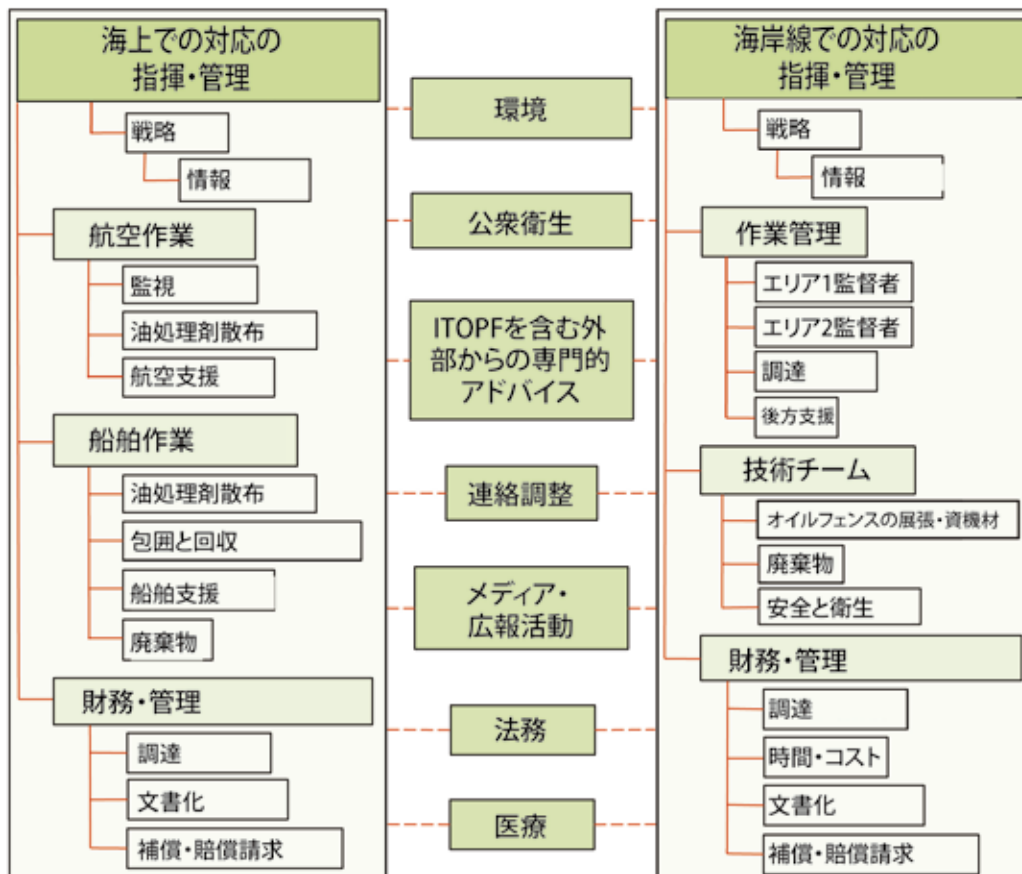 海上での対応の
指揮・管理
戦略
情報
航空作業
監視
油処理剤散布
航空支援
船舶作業
油処理剤散布
包囲と回収
船舶支援
廃棄物
財務・管理
調達
文書化
補償・賠償請求
環境
公衆衛生
ITOPFを含む外
部からの専門的
アドバイス
連絡調整
メディア・
広報活動
法務
医療
海岸線での対応の
指揮・管理
戦略
情報
作業管理
エリア1監督者
エリア2監督者
調達
後方支援
技術チーム
オイルフェンスの展張・資機材
廃棄物
安全と衛生
財務・管理
調達
時間・コスト
文書化
補償・賠償請求